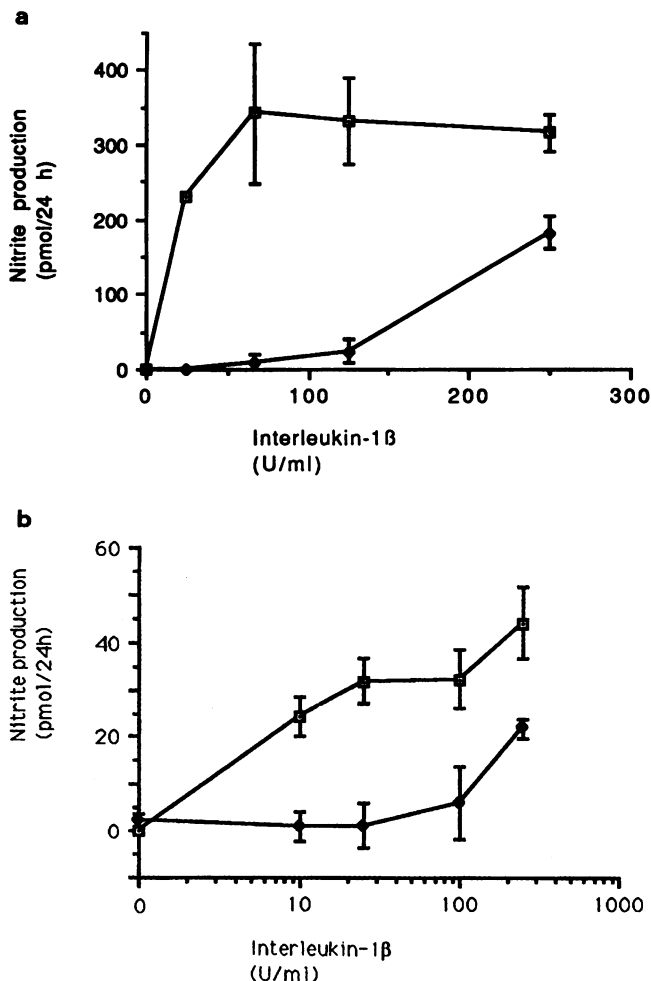 a
Nitrite production
(pmol/24 h)
400
300
200
100
0
0 100 200 300
Interleukin-1ß
(U/ml)
b
Nitrite production
(pmol/24h)
60
40
20
0
0 10 100 1000
Interleukin-1β
(U/ml)